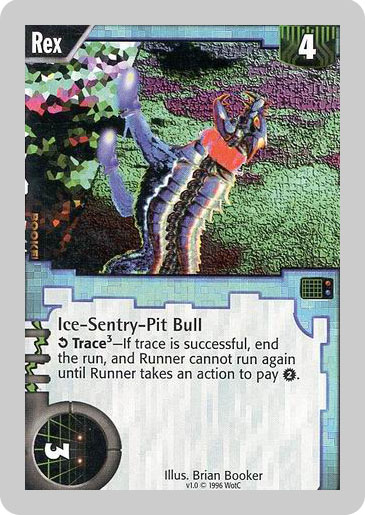 Rex
4
BOOKER
Ice-Sentry-Pit Bull
Trace³—If trace is successful, end
the run, and Runner cannot run again
until Runner takes an action to pay 2.
3
Illus. Brian Booker
v1.0 © 1996 WotC